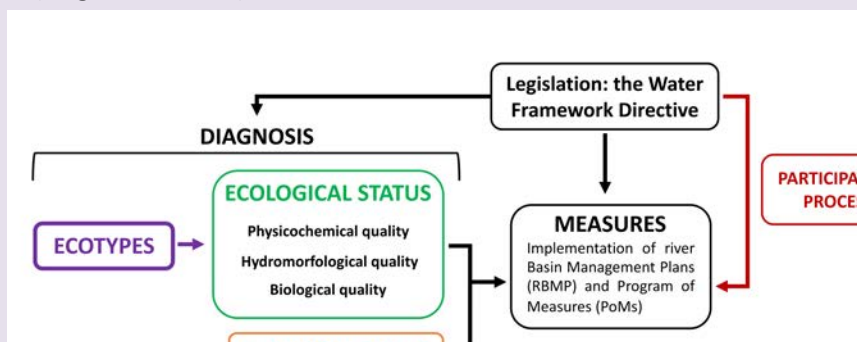 Legislation: the Water
Framework Directive
DIAGNOSIS
ECOLOGICAL STATUS
Physicochemical quality
Hydromorfological quality
Biological quality
ECOTYPES
MEASURES
Implementation of river
Basin Management Plans
(RBMP) and Program of
Measures (PoMs)